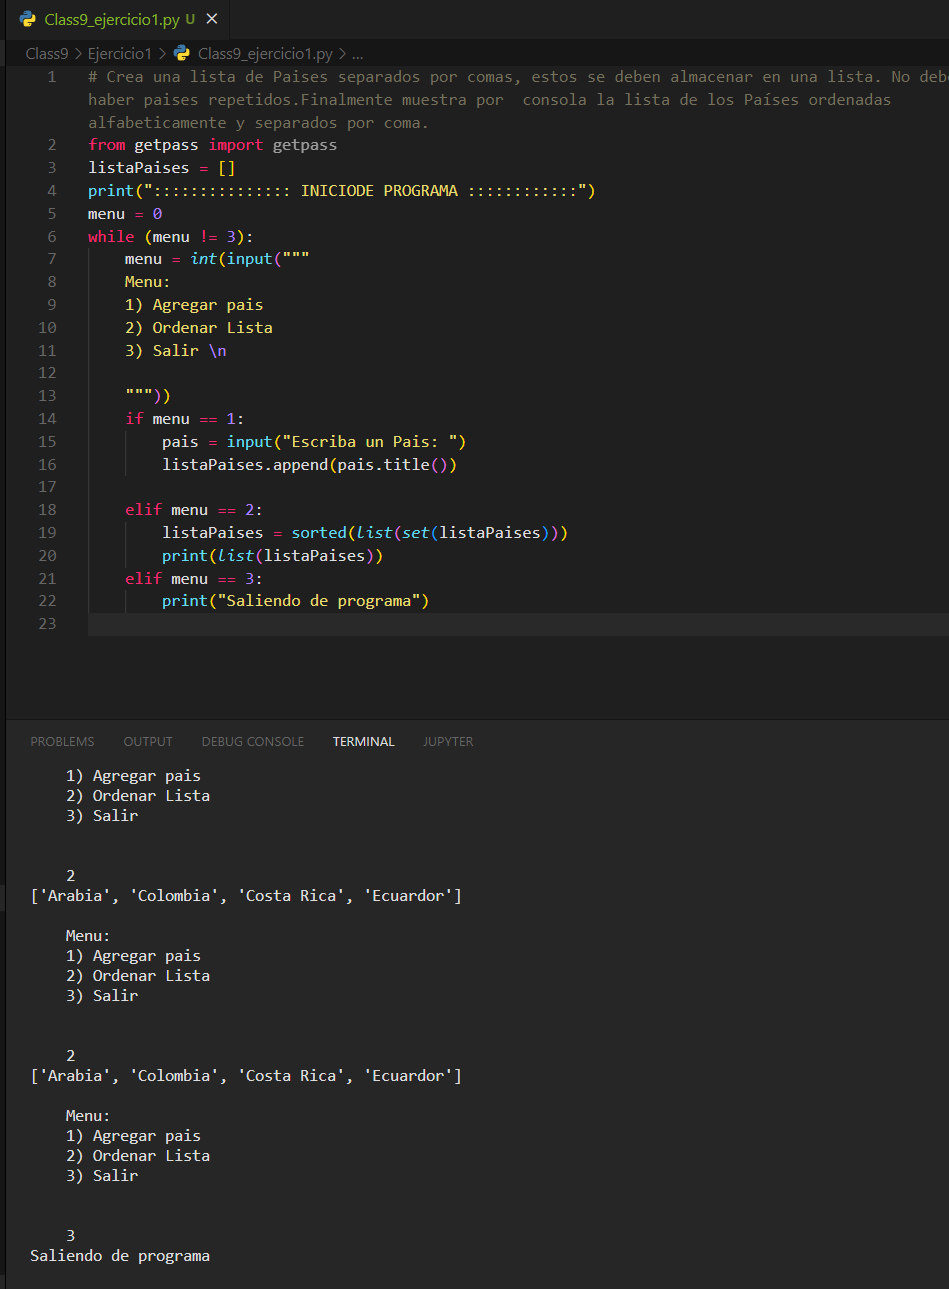 Class9_ejercicio1.py U ×
Class9 > Ejercicio1 > Class9_ejercicio1.py > ...
1 # Crea una lista de Paises separados por comas, estos se deben almacenar en una lista. No deb
haber paises repetidos.Finalmente muestra por  consola la lista de los Países ordenadas
alfabeticamente y separados por coma.
2 from getpass import getpass
3 listaPaises = []
4 print("::::::::::::::: INICIODE PROGRAMA ::::::::::::")
5 menu = 0
6 while (menu != 3):
7     menu = int(input("""
8     Menu:
9     1) Agregar pais
10     2) Ordenar Lista
11     3) Salir \n
12
13     """))
14     if menu == 1:
15         pais = input("Escriba un Pais: ")
16         listaPaises.append(pais.title())
17
18     elif menu == 2:
19         listaPaises = sorted(list(set(listaPaises)))
20         print(list(listaPaises))
21     elif menu == 3:
22         print("Saliendo de programa")
23
PROBLEMS OUTPUT DEBUG CONSOLE TERMINAL JUPYTER
    1) Agregar pais
    2) Ordenar Lista
    3) Salir
    2
['Arabia', 'Colombia', 'Costa Rica', 'Ecuardor']
    Menu:
    1) Agregar pais
    2) Ordenar Lista
    3) Salir
    2
['Arabia', 'Colombia', 'Costa Rica', 'Ecuardor']
    Menu:
    1) Agregar pais
    2) Ordenar Lista
    3) Salir
    3
Saliendo de programa